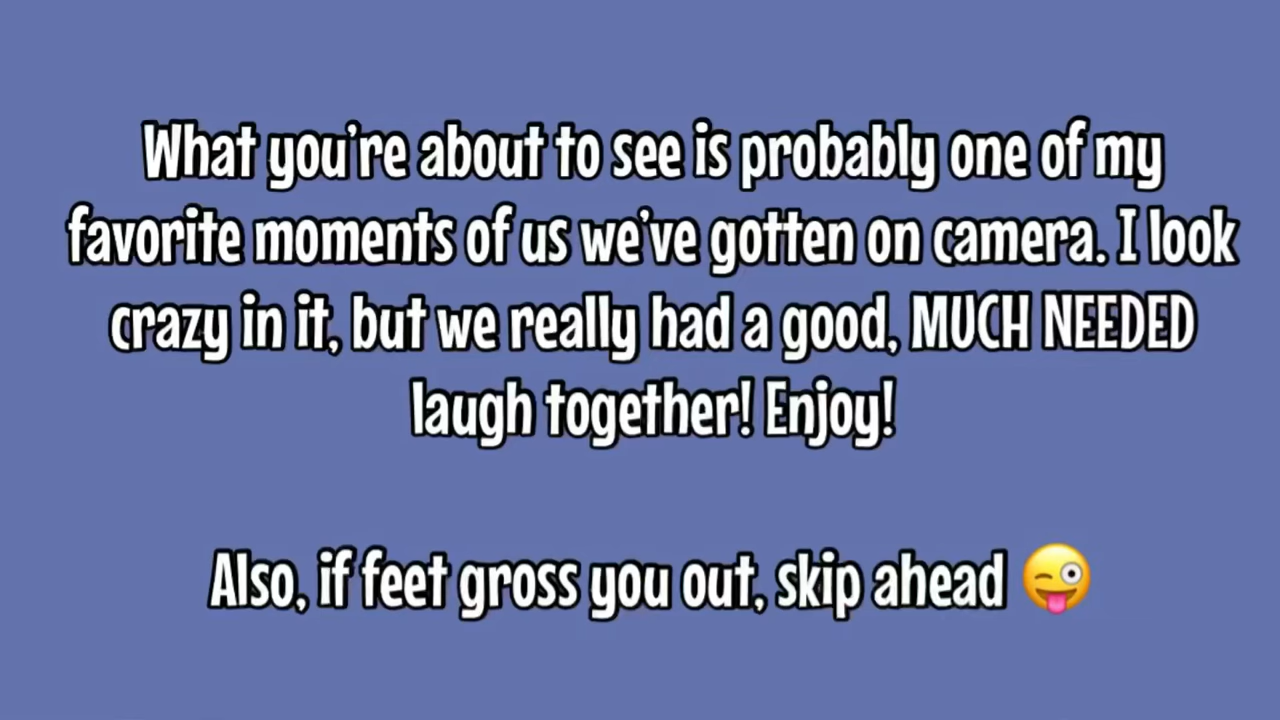 What you're about to see is probably one of my
favorite moments of us we've gotten on camera. I look
crazy in it, but we really had a good, MUCH NEEDED
laugh together! Enjoy!
Also, if feet gross you out, skip ahead 😜